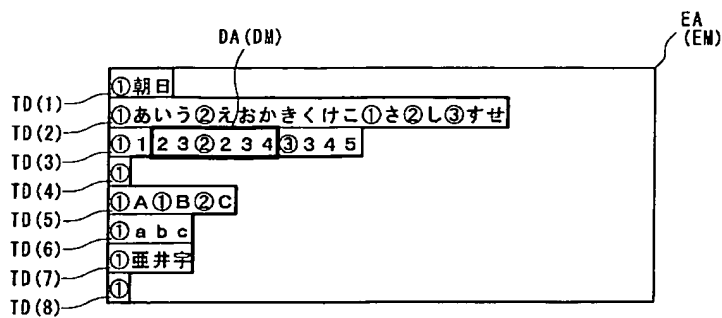 DA(DM)
EA
(EM)
TD(1) ①朝日
TD(2) ①あいう②えおかきくけこ①さ②し③すせ
TD(3) ①1 2 3②2 3 4③3 4 5
TD(4) ①
TD(5) ①A①B②C
TD(6) ①a b c
TD(7) ①亜井宇
TD(8) ①